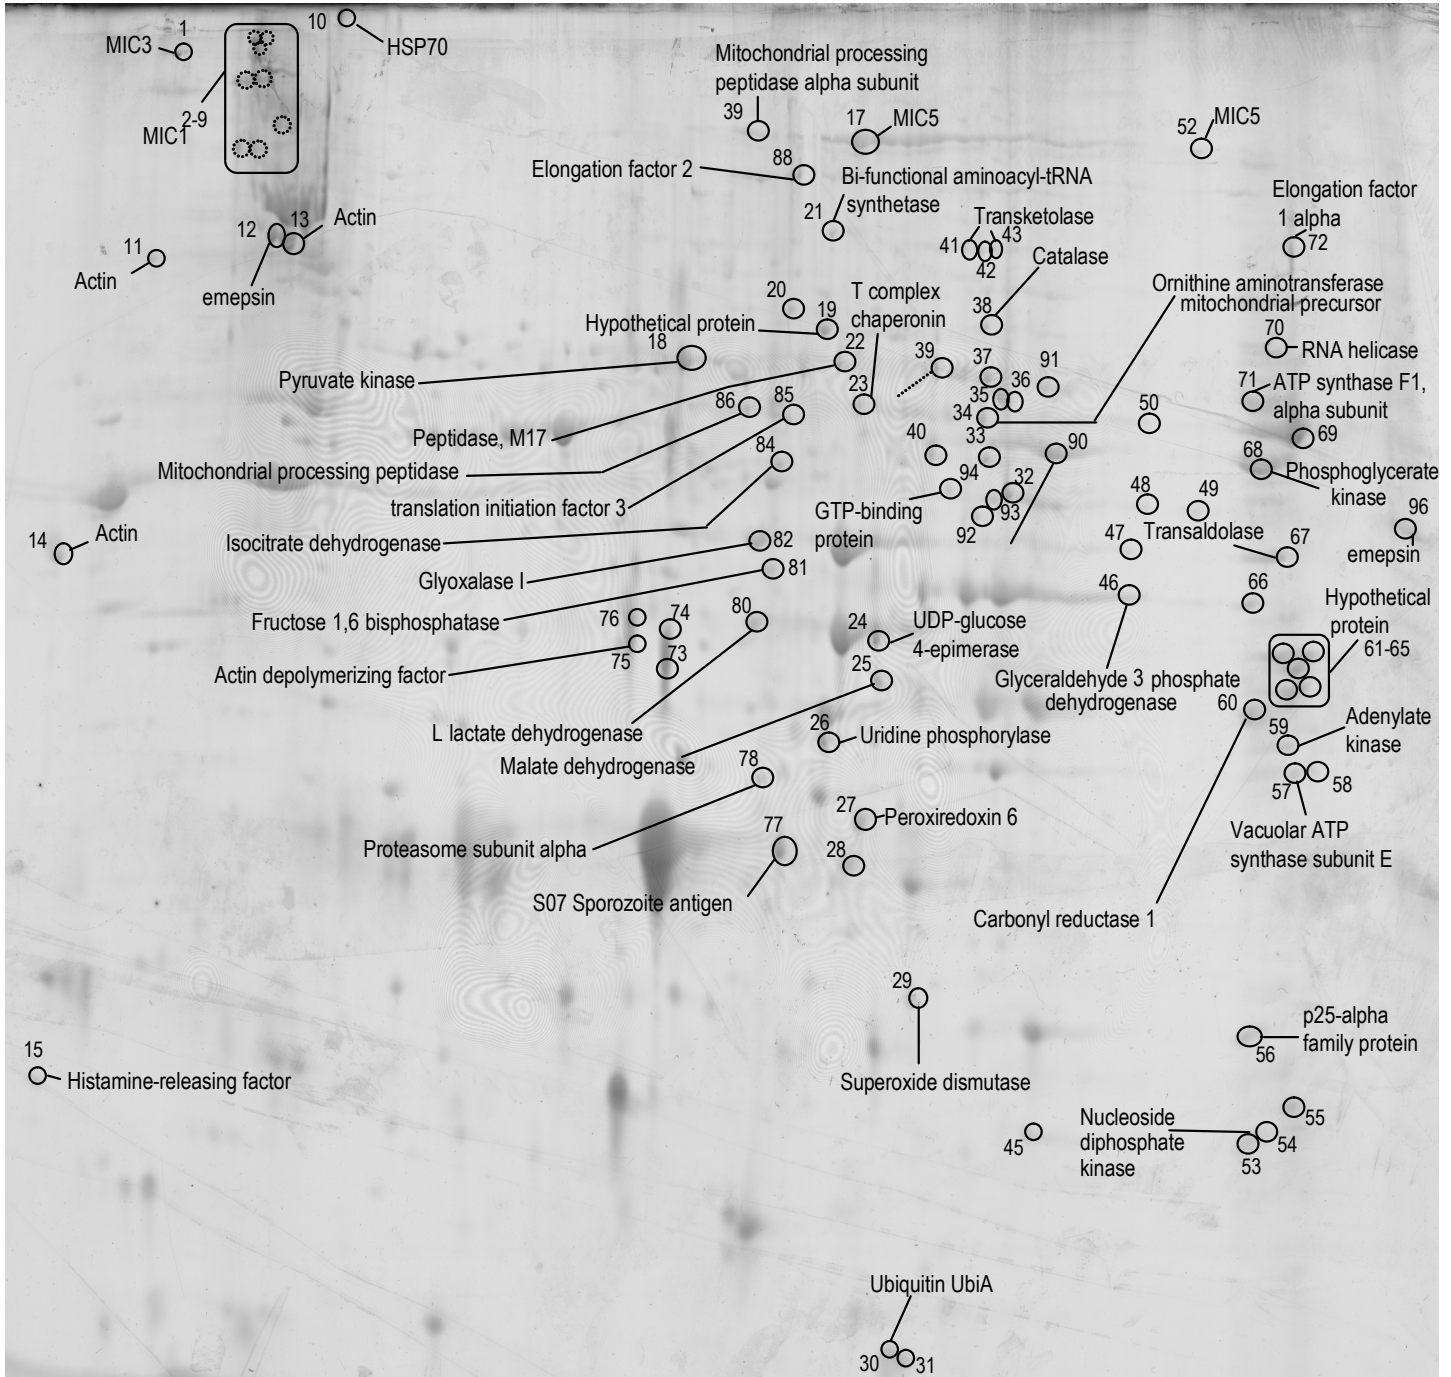 1
MIC3
10
HSP70
2-9
MIC1
Mitochondrial processing
peptidase alpha subunit
39
17
MIC5
52
MIC5
Elongation factor 2
88
Bi-functional aminoacyl-tRNA
synthetase
21
Elongation factor
1 alpha
72
12
13
Actin
11
Actin
emepsin
Transketolase
41
43
42
Catalase
38
Ornithine aminotransferase
mitochondrial precursor
20
Hypothetical protein
19
T complex
chaperonin
18
Pyruvate kinase
22
23
39
37
36
35
91
34
33
70
RNA helicase
71
ATP synthase F1,
alpha subunit
69
50
86
85
Peptidase, M17
Mitochondrial processing peptidase
84
40
90
68
Phosphoglycerate
kinase
translation initiation factor 3
94
32
93
92
GTP-binding
protein
48
49
Transaldolase
96
emepsin
14
Actin
Isocitrate dehydrogenase
82
47
67
Glyoxalase I
81
46
66
Fructose 1,6 bisphosphatase
76
74
80
24
UDP-glucose
4-epimerase
Hypothetical
protein
61-65
Actin depolymerizing factor
75
73
25
Glyceraldehyde 3 phosphate
dehydrogenase
60
L lactate dehydrogenase
26
Uridine phosphorylase
59
Adenylate
kinase
Malate dehydrogenase
78
57
58
27
Peroxiredoxin 6
Vacuolar ATP
synthase subunit E
Proteasome subunit alpha
77
28
S07 Sporozoite antigen
Carbonyl reductase 1
29
p25-alpha
family protein
56
15
Histamine-releasing factor
Superoxide dismutase
45
Nucleoside
diphosphate
kinase
55
54
53
Ubiquitin UbiA
30
31